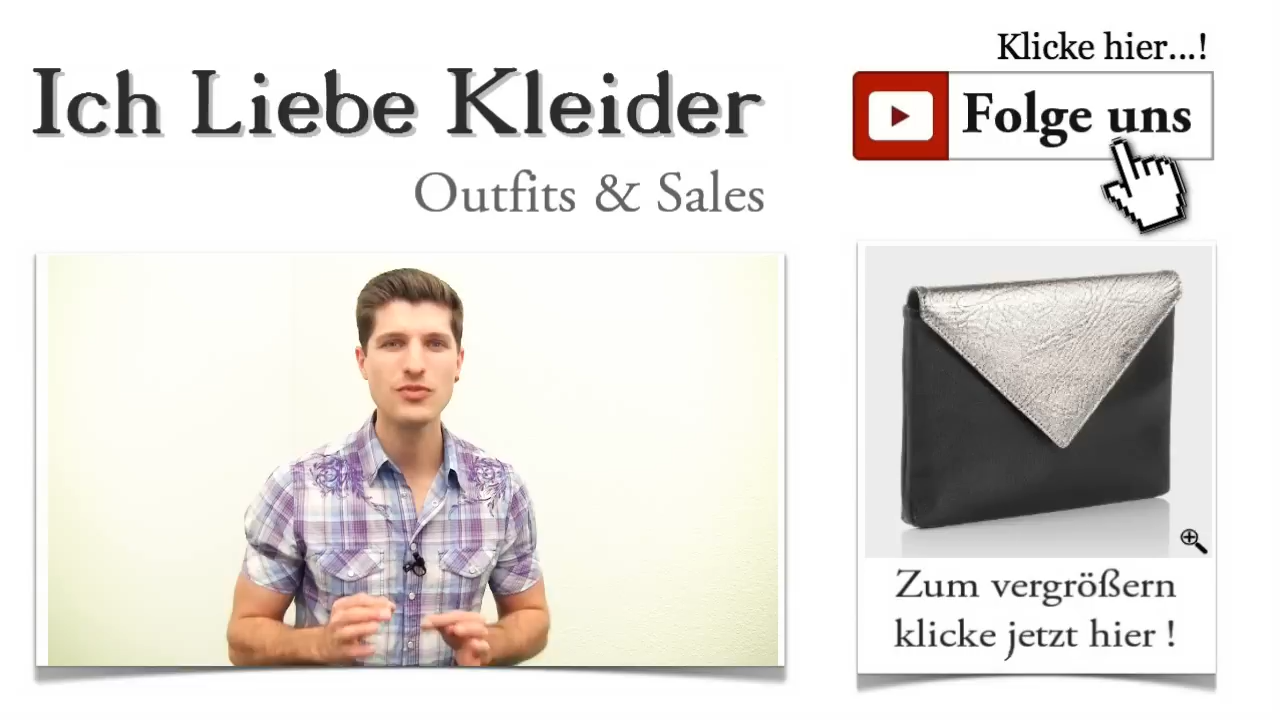 Ich Liebe Kleider
Outfits & Sales
Klicke hier...!
Folge uns
Zum vergrößern
klicke jetzt hier !